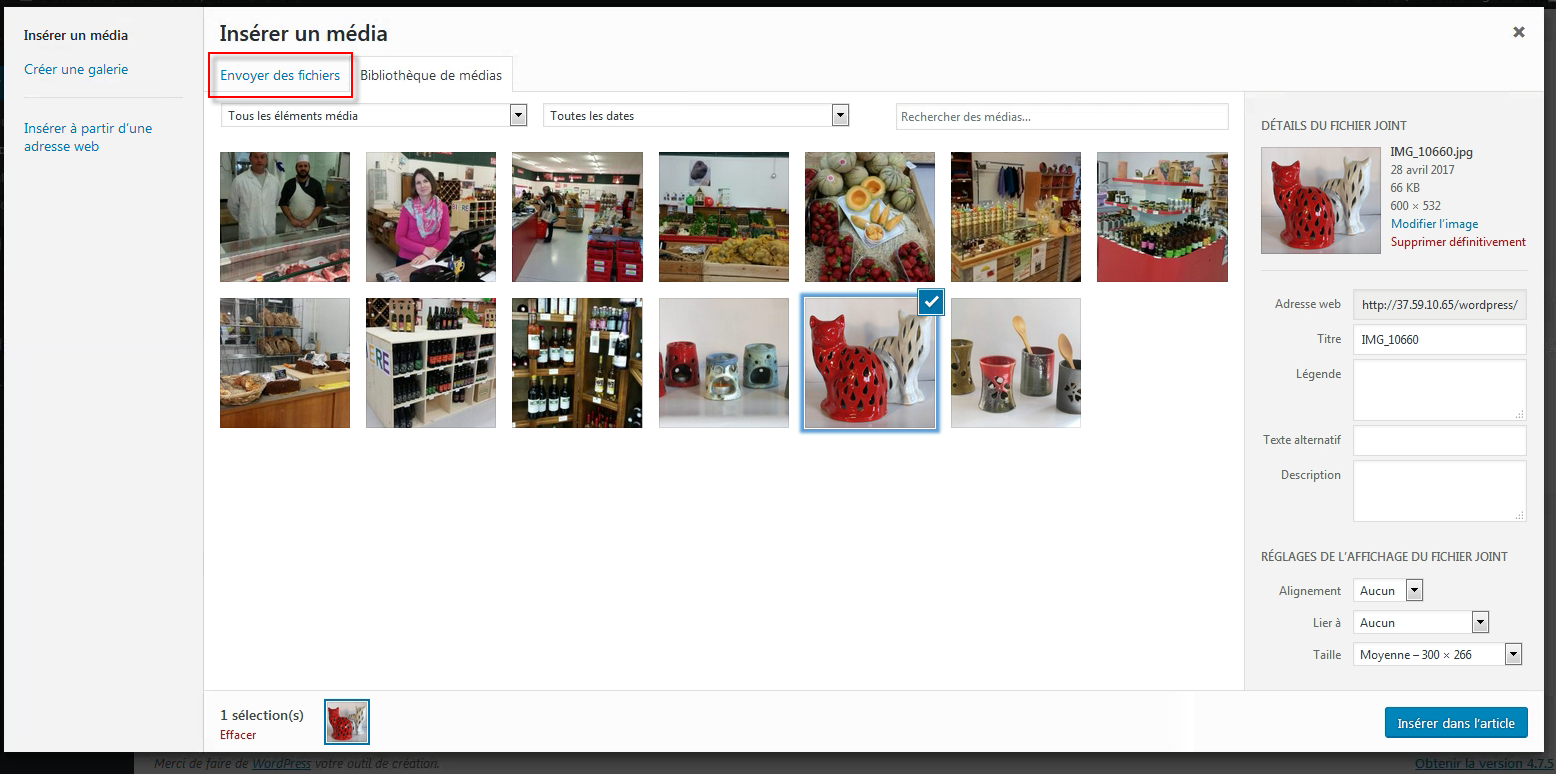 Insérer un média
Créer une galerie
Insérer à partir d'une
adresse web
Insérer un média
Envoyer des fichiers
Bibliothèque de médias
Tous les éléments média
Toutes les dates
Rechercher des médias...
DÉTAILS DU FICHIER JOINT
IMG_10660.jpg
28 avril 2017
66 KB
600 × 532
Modifier l'image
Supprimer définitivement
Adresse web
http://37.59.10.65/wordpress/
Titre
IMG_10660
Légende
Texte alternatif
Description
RÉGLAGES DE L'AFFICHAGE DU FICHIER JOINT
Alignement
Aucun
Lier à
Aucun
Taille
Moyenne – 300 × 266
1 sélection(s)
Effacer
Insérer dans l'article
Merci de faire de WordPress votre outil de création.
Obtenir la version 4.7.5